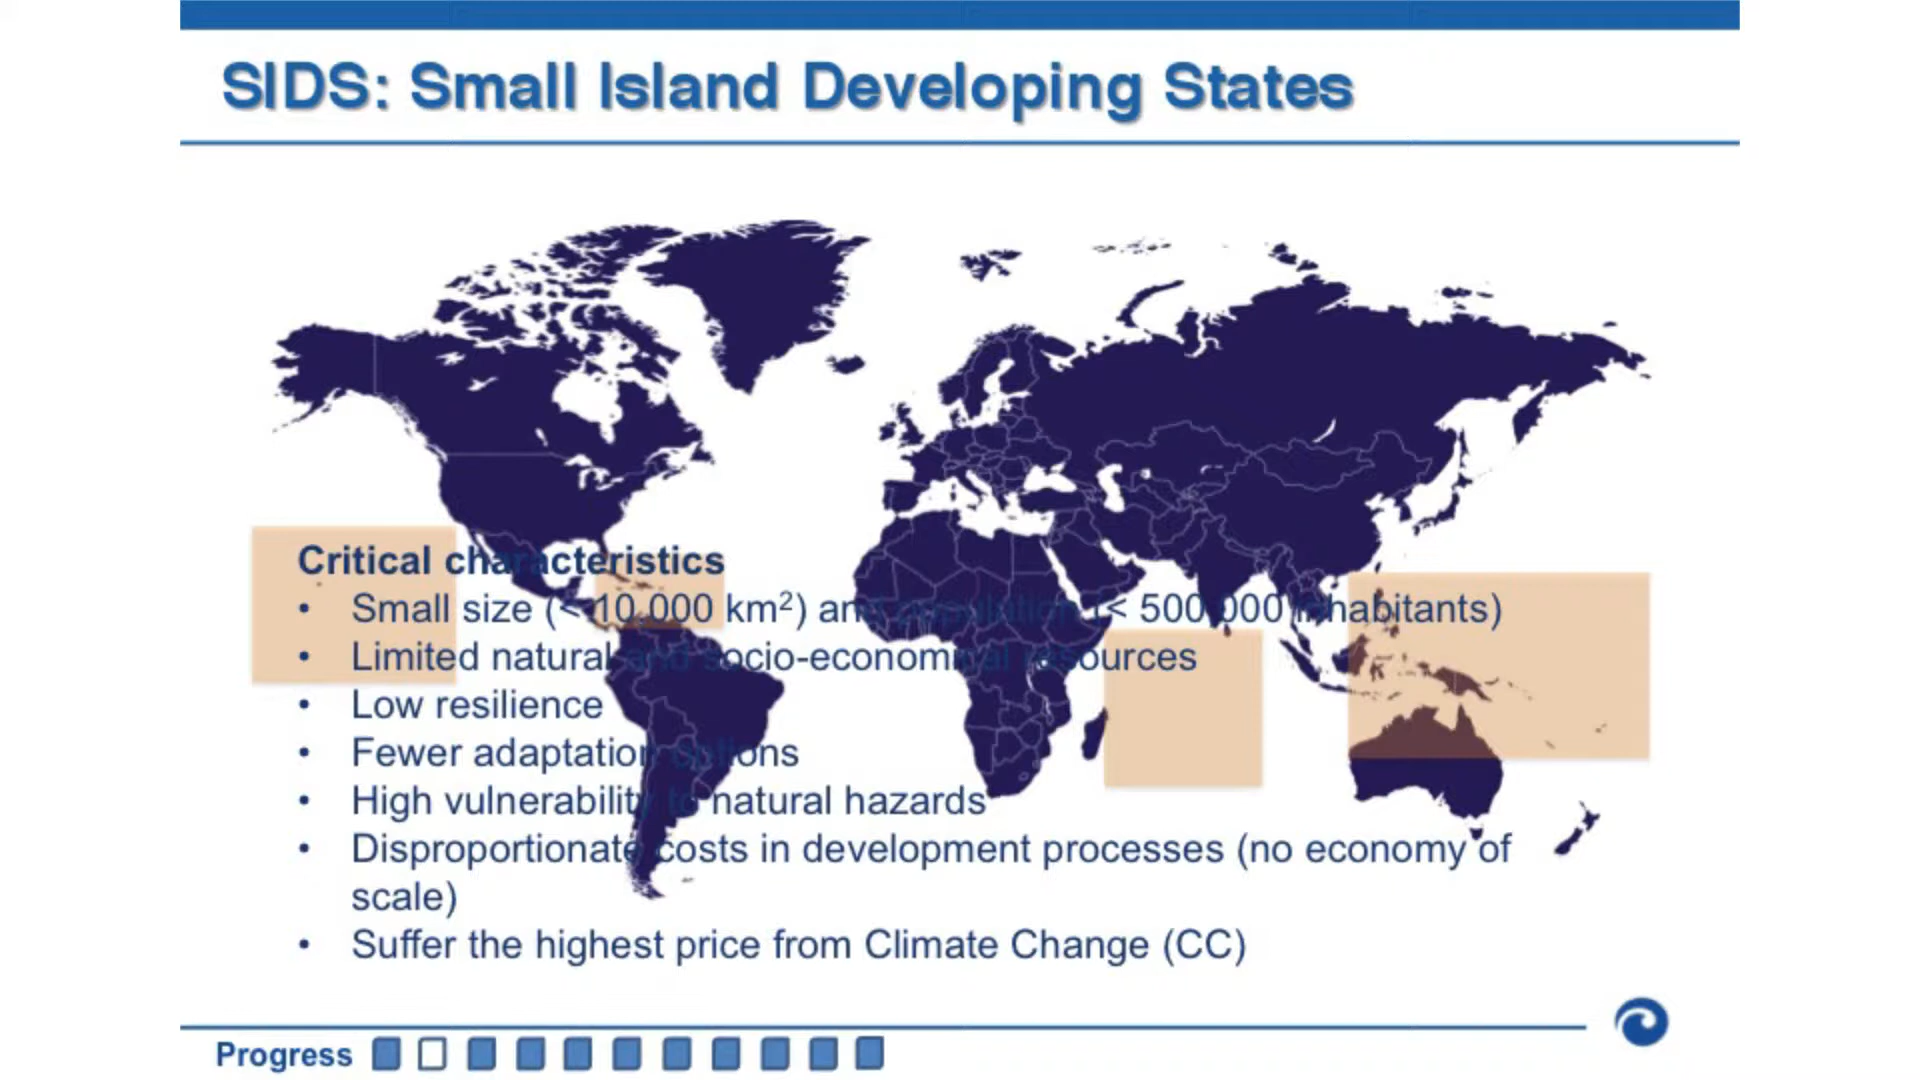 SIDS: Small Island Developing States
Critical characteristics
• Small size (< 10,000 km²) and population (< 500,000 inhabitants)
• Limited natural and socio-economical resources
• Low resilience
• Fewer adaptation options
• High vulnerability to natural hazards
• Disproportionate costs in development processes (no economy of
scale)
• Suffer the highest price from Climate Change (CC)
Progress